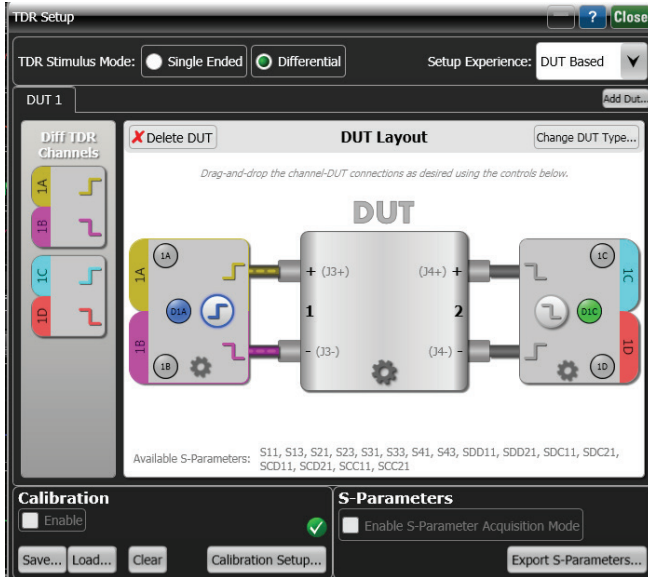 TDR Setup
? Close
TDR Stimulus Mode: Single Ended Differential Setup Experience: DUT Based
DUT 1
Add Dut...
Diff TDR
Channels
1A
1B
1C
1D
Delete DUT
DUT Layout
Change DUT Type...
Drag-and-drop the channel-DUT connections as desired using the controls below.
DUT
1A
1A
D1A
1B
1B
+ (J3+)
(J4+) +
1
2
- (J3-)
(J4-) -
1C
1C
D1C
1D
1D
Available S-Parameters: S11, S13, S21, S23, S31, S33, S41, S43, SDD11, SDD21, SDC11, SDC21,
SCD11, SCD21, SCC11, SCC21
Calibration
Enable
Save... Load... Clear Calibration Setup...
S-Parameters
Enable S-Parameter Acquisition Mode
Export S-Parameters...